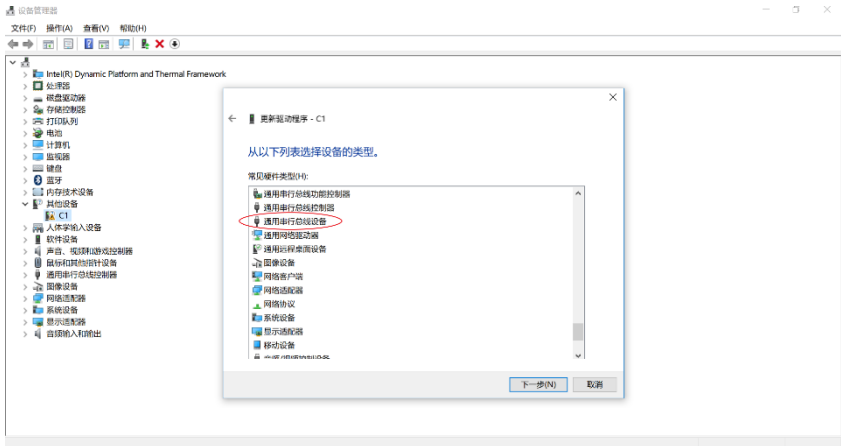 设备管理器
文件(F) 操作(A) 查看(V) 帮助(H)
Intel(R) Dynamic Platform and Thermal Framework
处理器
磁盘驱动器
存储控制器
打印队列
电池
计算机
监视器
键盘
蓝牙
内存技术设备
其他设备
C1
人体学输入设备
软件设备
声音、视频和游戏控制器
鼠标和其他指针设备
通用串行总线控制器
图像设备
网络适配器
系统设备
显示适配器
音频输入和输出
更新驱动程序 - C1
从以下列表选择设备的类型。
常见硬件类型(H):
通用串行总线功能控制器
通用串行总线控制器
通用串行总线设备
通用网络驱动器
通用远程桌面设备
图像设备
网络客户端
网络适配器
网络协议
系统设备
显示适配器
移动设备
下一步(N) 取消